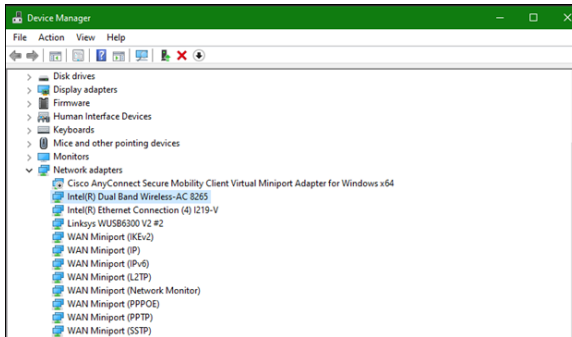 Device Manager
File Action View Help
Disk drives
Display adapters
Firmware
Human Interface Devices
Keyboards
Mice and other pointing devices
Monitors
Network adapters
Cisco AnyConnect Secure Mobility Client Virtual Miniport Adapter for Windows x64
Intel(R) Dual Band Wireless-AC 8265
Intel(R) Ethernet Connection (4) I219-V
Linksys WUSB6300 V2 #2
WAN Miniport (IKEv2)
WAN Miniport (IP)
WAN Miniport (IPv6)
WAN Miniport (L2TP)
WAN Miniport (Network Monitor)
WAN Miniport (PPPOE)
WAN Miniport (PPTP)
WAN Miniport (SSTP)